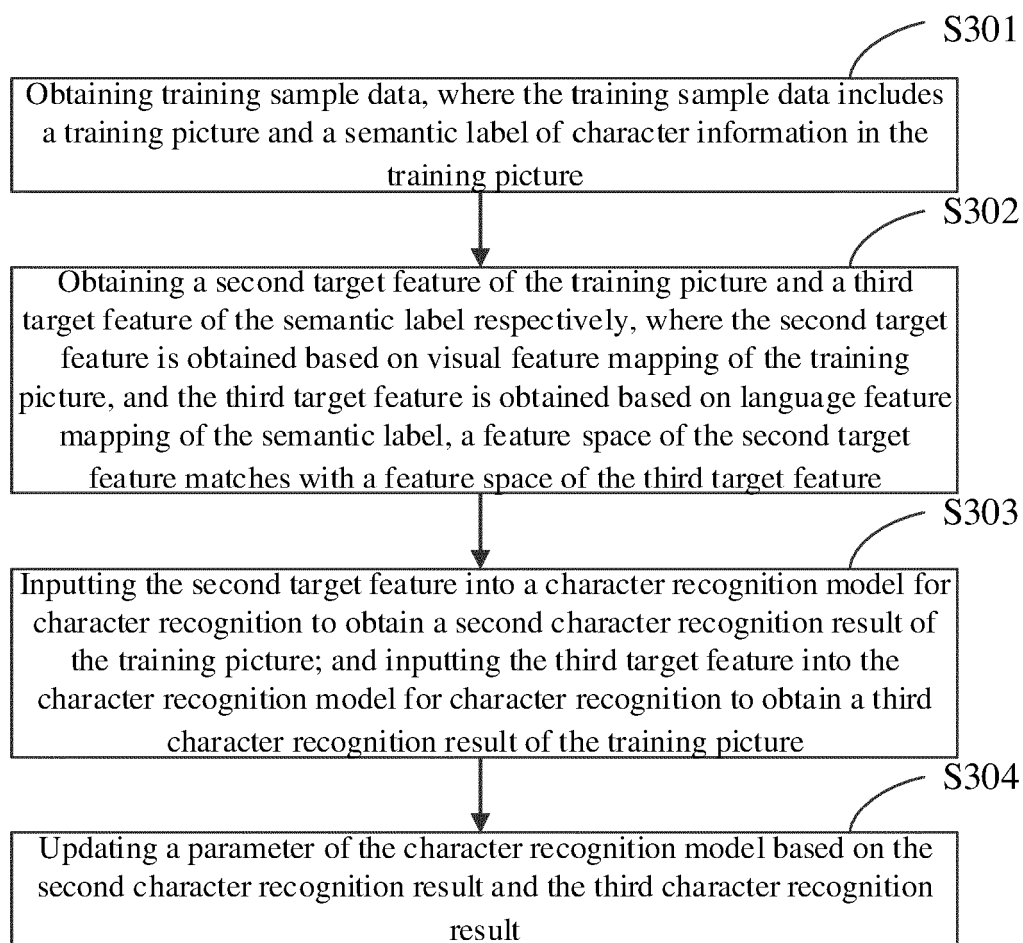 S301
Obtaining training sample data, where the training sample data includes
a training picture and a semantic label of character information in the
training picture
S302
Obtaining a second target feature of the training picture and a third
target feature of the semantic label respectively, where the second target
feature is obtained based on visual feature mapping of the training
picture, and the third target feature is obtained based on language feature
mapping of the semantic label, a feature space of the second target
feature matches with a feature space of the third target feature
S303
Inputting the second target feature into a character recognition model for
character recognition to obtain a second character recognition result of
the training picture; and inputting the third target feature into the
character recognition model for character recognition to obtain a third
character recognition result of the training picture
S304
Updating a parameter of the character recognition model based on the
second character recognition result and the third character recognition
result